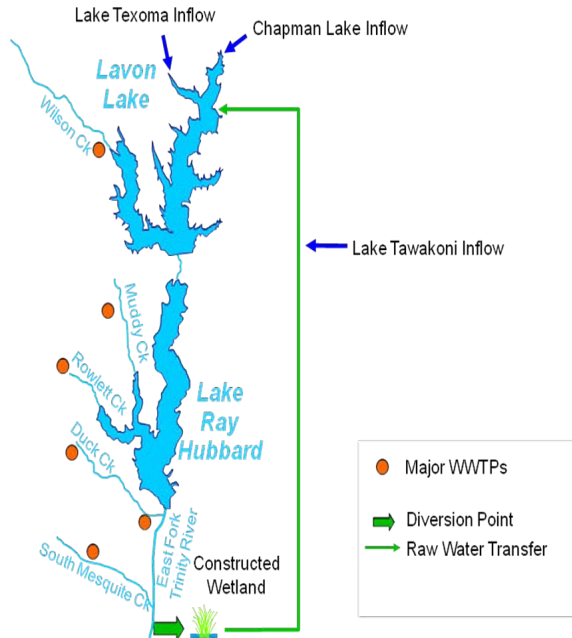 Lake Texoma Inflow
Chapman Lake Inflow
Lavon
Lake
Wilson Ck
Lake Tawakoni Inflow
Muddy Ck
Rowlett Ck
Lake
Ray
Hubbard
Duck Ck
Major WWTPs
Diversion Point
Raw Water Transfer
East Fork
Trinity River
South Mesquite Ck
Constructed
Wetland